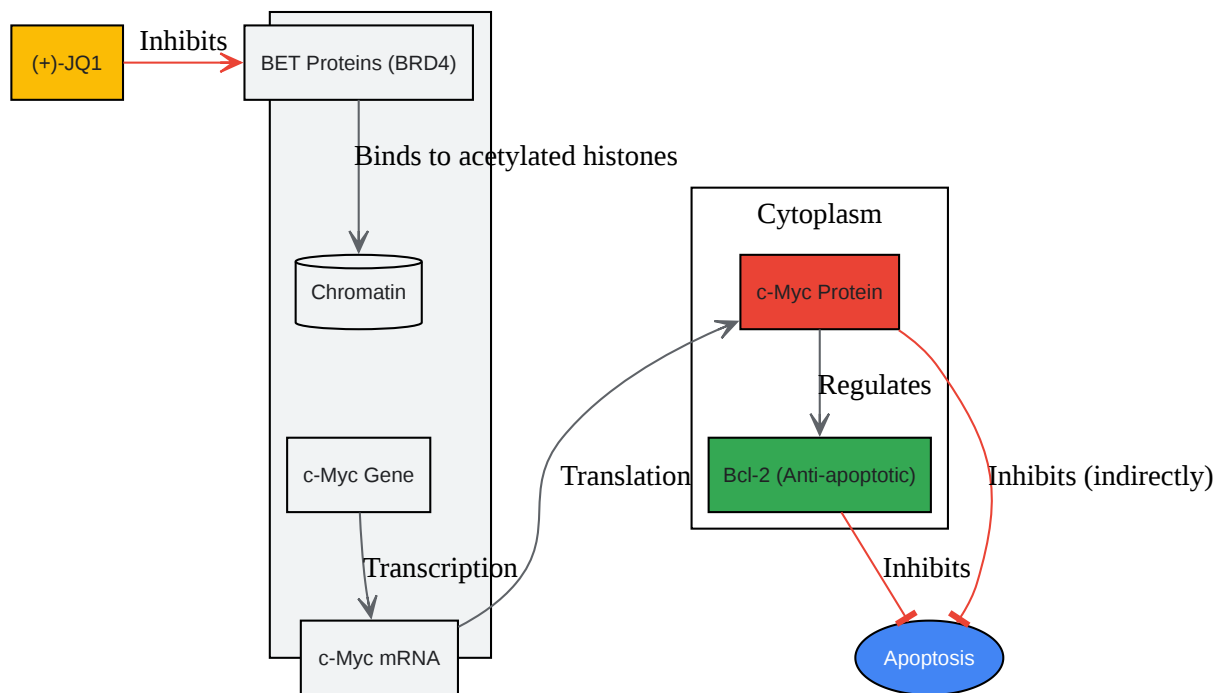 Inhibits
(+)-JQ1
BET Proteins (BRD4)
Binds to acetylated histones
Cytoplasm
Chromatin
c-Myc Protein
Regulates
c-Myc Gene
Translation
Bcl-2 (Anti-apoptotic)
Inhibits (indirectly)
Transcription
Inhibits
c-Myc mRNA
Apoptosis